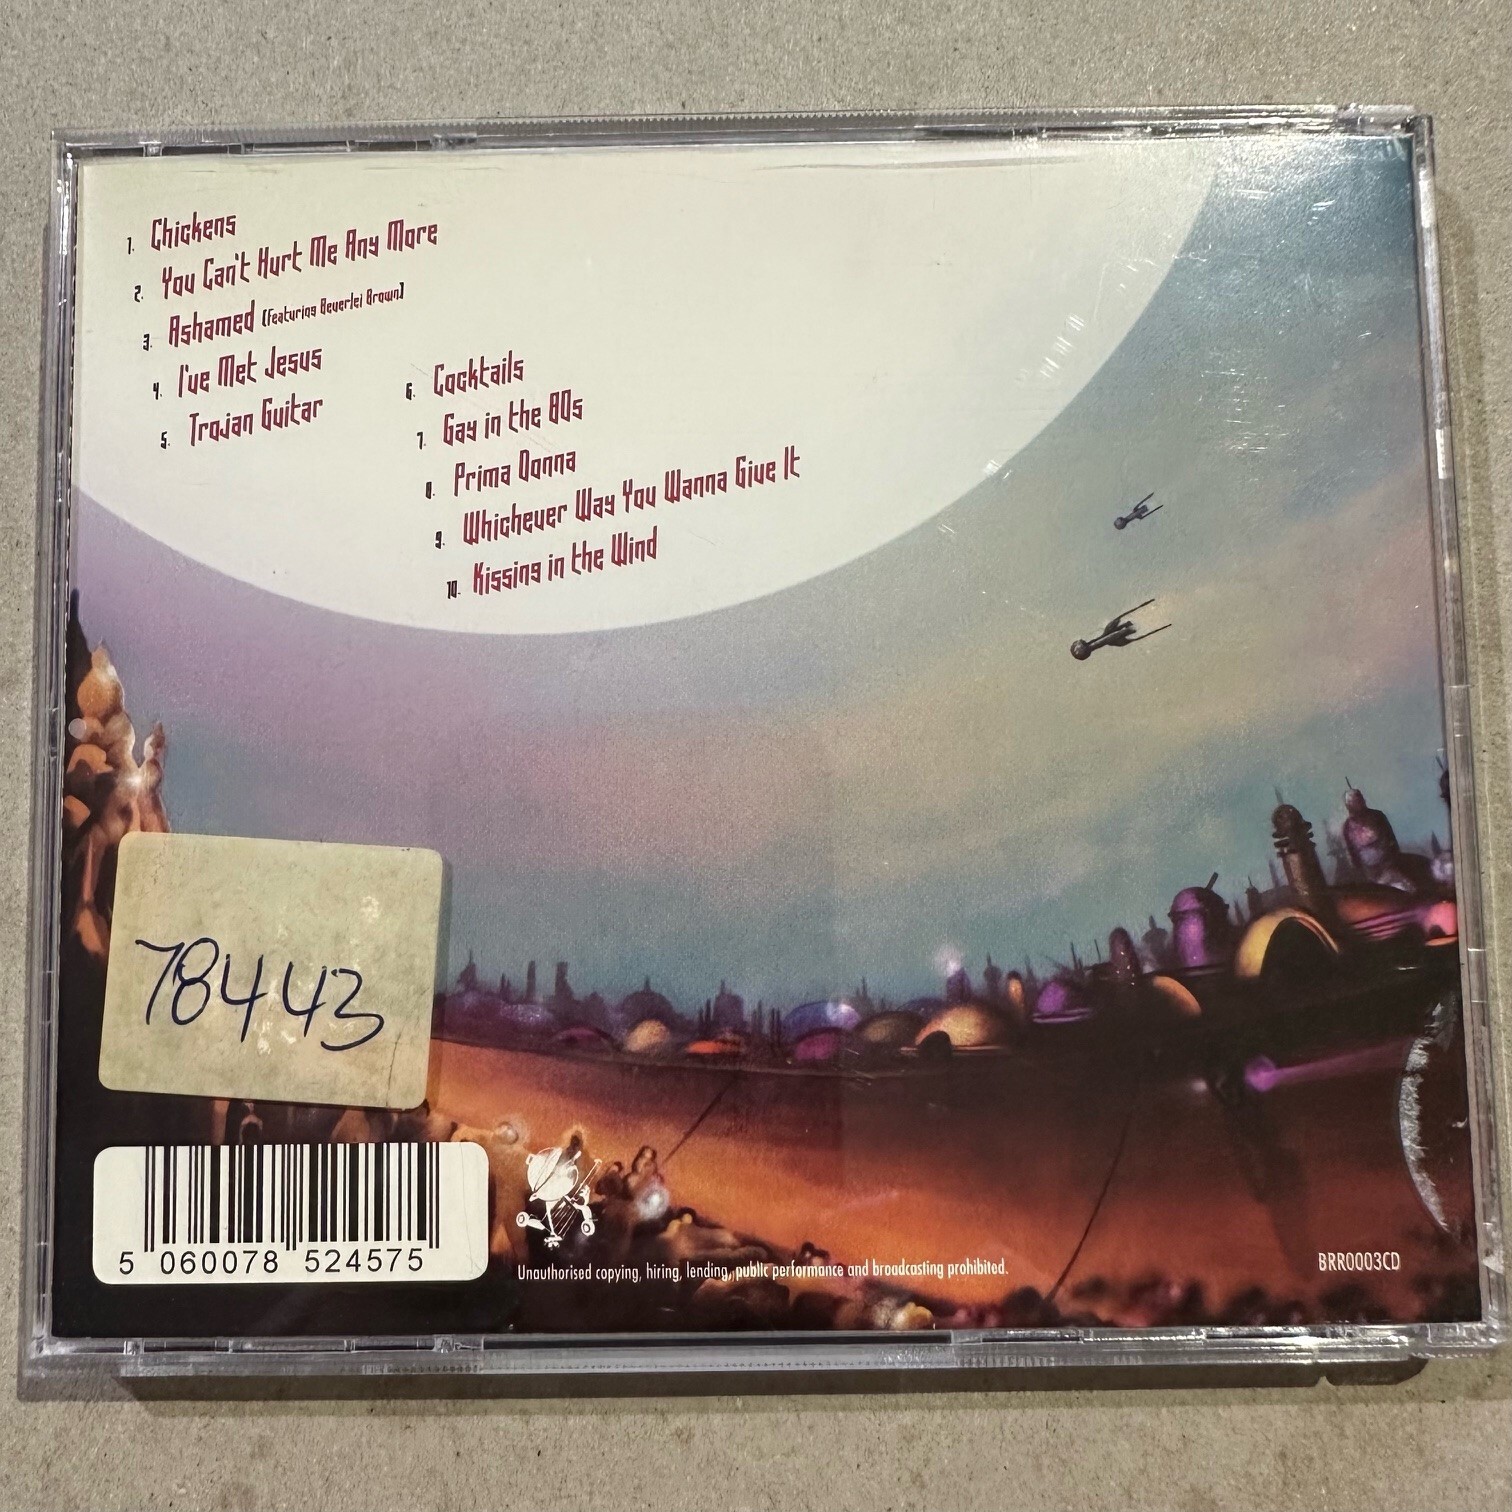 1. Chickens
2. You Can't Hurt Me Any More
3. Ashamed (Featuring Beverlei Brown)
4. I've Met Jesus
5. Trojan Guitar
6. Cocktails
7. Gay in the 80s
8. Prima Donna
9. Whichever Way You Wanna Give It
10. Kissing in the Wind
78443
5 060078 524575
Unauthorised copying, hiring, lending, public performance and broadcasting prohibited.
BRR0003CD